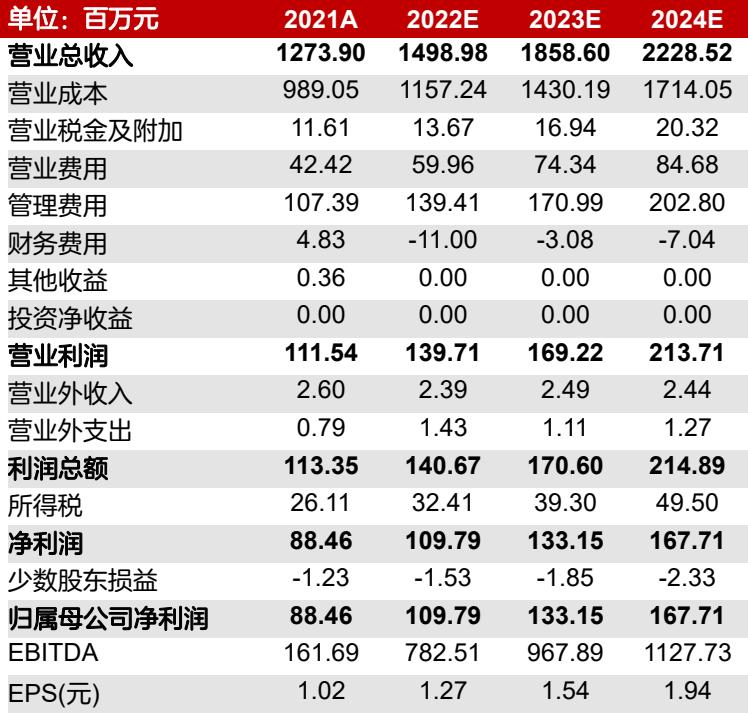 单位：百万元 2021A 2022E 2023E 2024E
营业总收入 1273.90 1498.98 1858.60 2228.52
营业成本 989.05 1157.24 1430.19 1714.05
营业税金及附加 11.61 13.67 16.94 20.32
营业费用 42.42 59.96 74.34 84.68
管理费用 107.39 139.41 170.99 202.80
财务费用 4.83 -11.00 -3.08 -7.04
其他收益 0.36 0.00 0.00 0.00
投资净收益 0.00 0.00 0.00 0.00
营业利润 111.54 139.71 169.22 213.71
营业外收入 2.60 2.39 2.49 2.44
营业外支出 0.79 1.43 1.11 1.27
利润总额 113.35 140.67 170.60 214.89
所得税 26.11 32.41 39.30 49.50
净利润 88.46 109.79 133.15 167.71
少数股东损益 -1.23 -1.53 -1.85 -2.33
归属母公司净利润 88.46 109.79 133.15 167.71
EBITDA 161.69 782.51 967.89 1127.73
EPS(元) 1.02 1.27 1.54 1.94